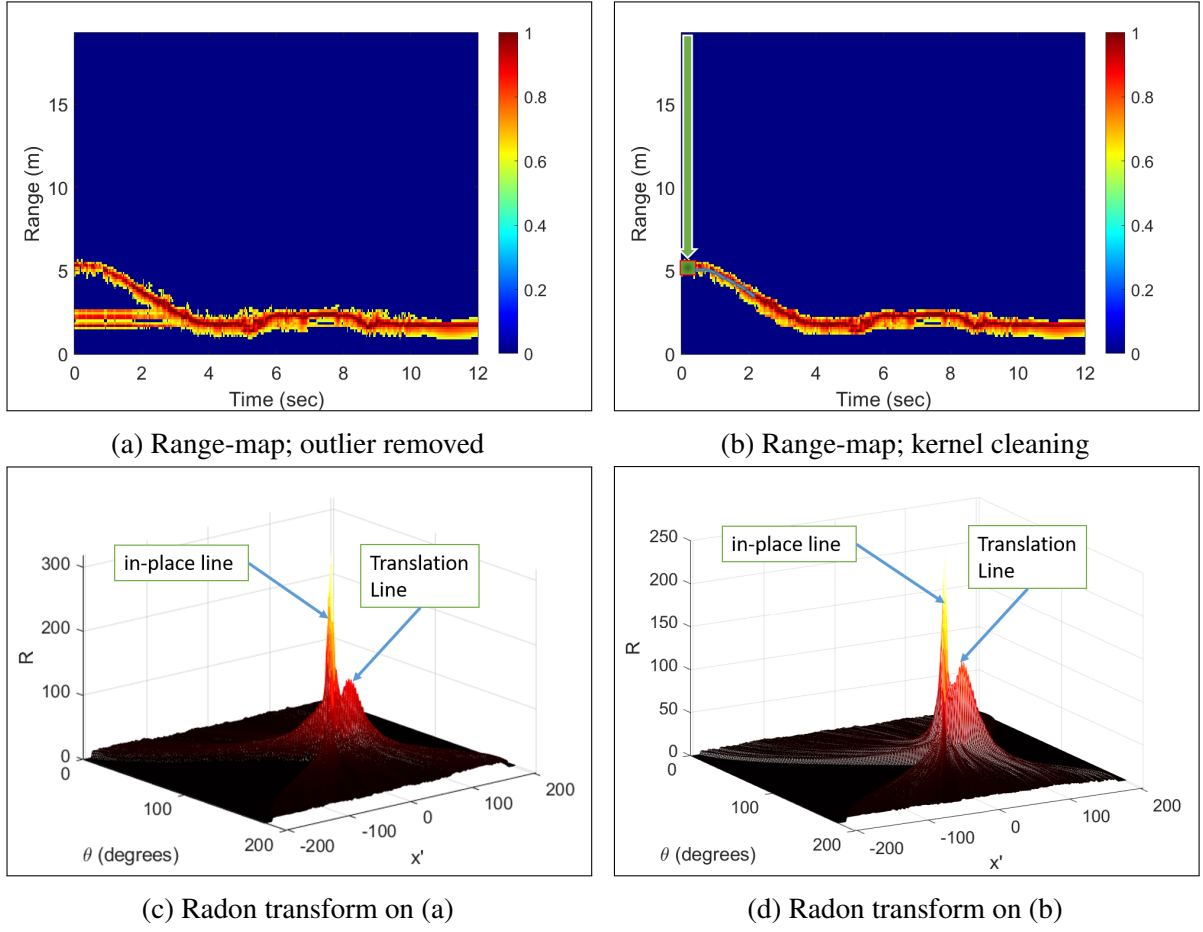 15
10
5
0
Range (m)
0 2 4 6 8 10 12
Time (sec)
1
0.8
0.6
0.4
0.2
0
15
10
5
0
Range (m)
0 2 4 6 8 10 12
Time (sec)
1
0.8
0.6
0.4
0.2
0
(a) Range-map; outlier removed
(b) Range-map; kernel cleaning
in-place line
Translation
Line
300
200
100
0
R
0
100
200
θ (degrees)
-200
-100
0
100
200
x'
in-place line
Translation
Line
250
200
150
100
50
0
R
0
100
200
θ (degrees)
-200
-100
0
100
200
x'
(c) Radon transform on (a)
(d) Radon transform on (b)